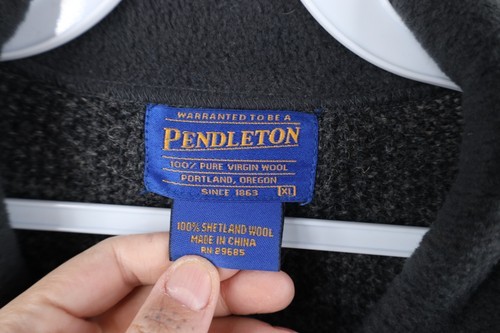 WARRANTED TO BE A
PENDLETON
100% PURE VIRGIN WOOL
PORTLAND, OREGON
SINCE 1863 XL
100% SHETLAND WOOL
MADE IN CHINA
RN 29685